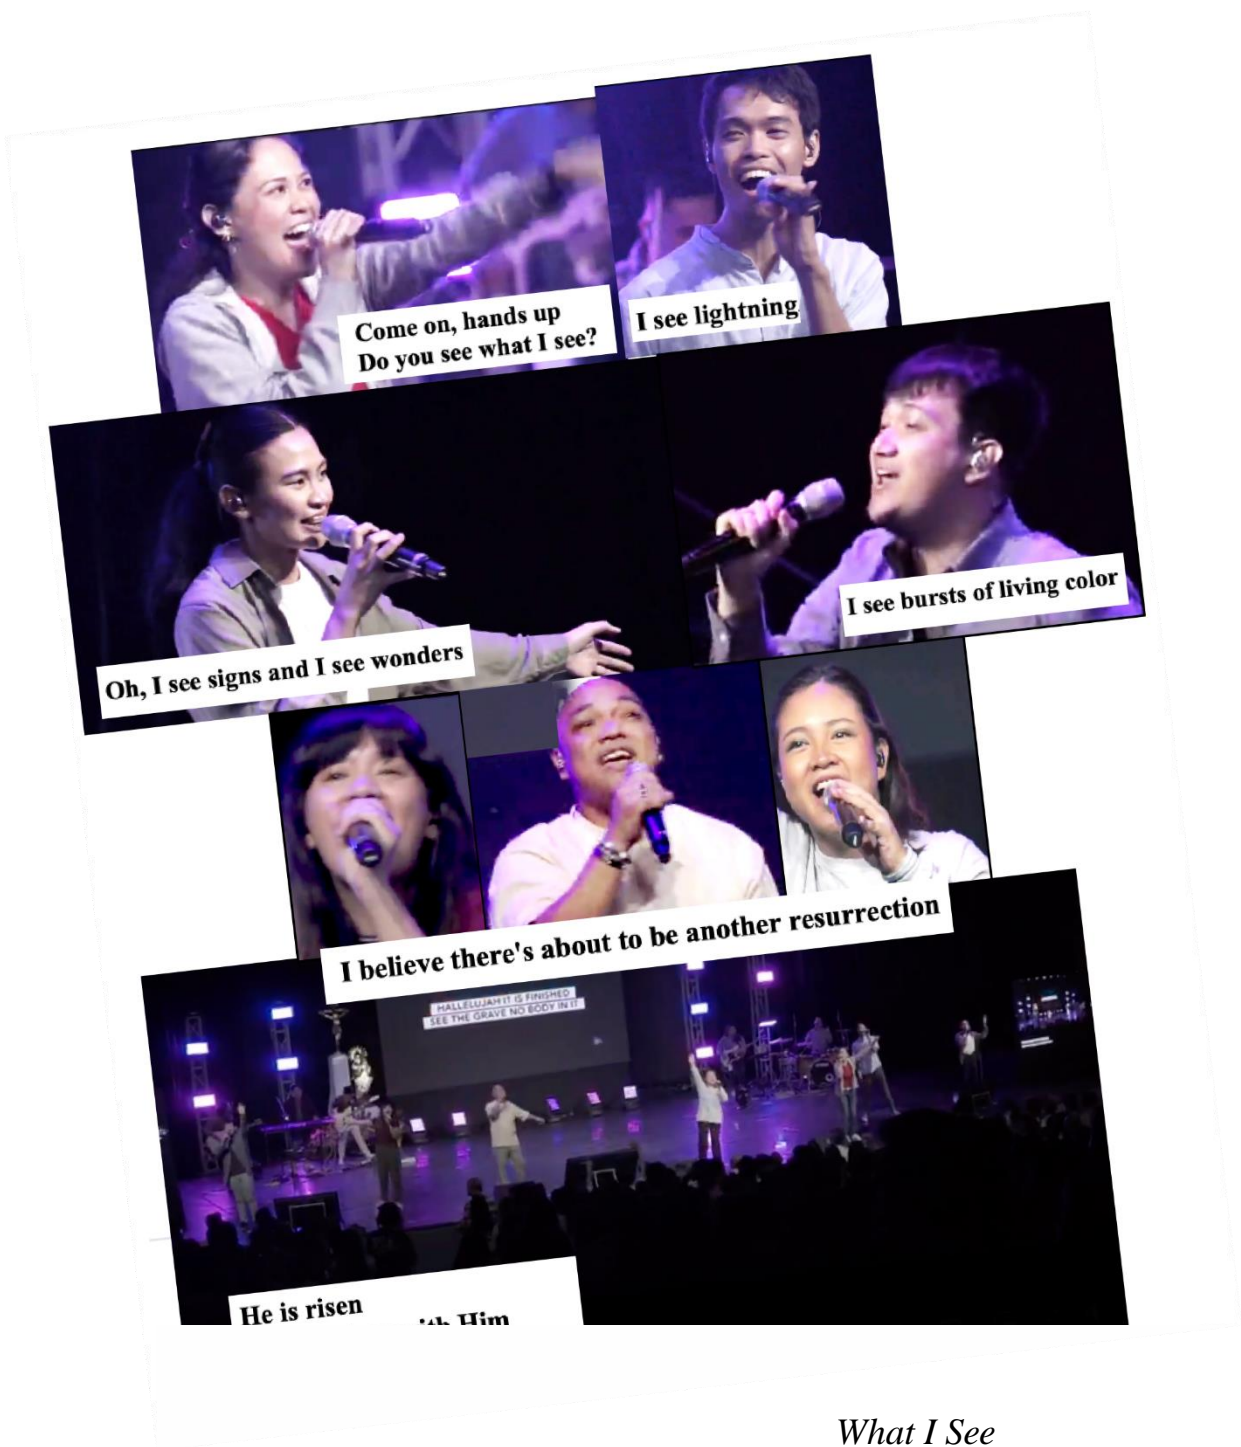 Come on, hands up
Do you see what I see?
I see lightning
Oh, I see signs and I see wonders
I see bursts of living color
I believe there's about to be another resurrection
HALLELUJAH IT IS FINISHED
SEE THE GRAVE NO BODY IN IT
He is risen
Him
What I See